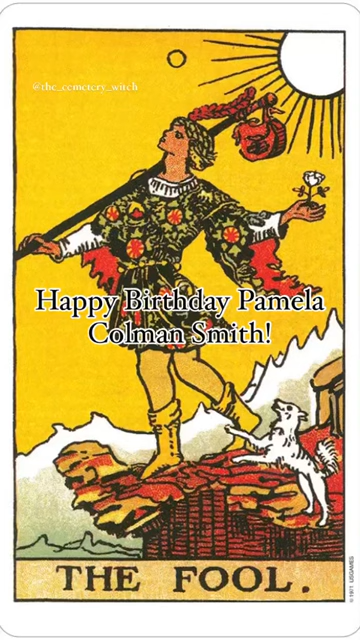 @the_cemetery_witch
Happy Birthday Pamela
Colman Smith!
THE FOOL.
©1971 USGAMES